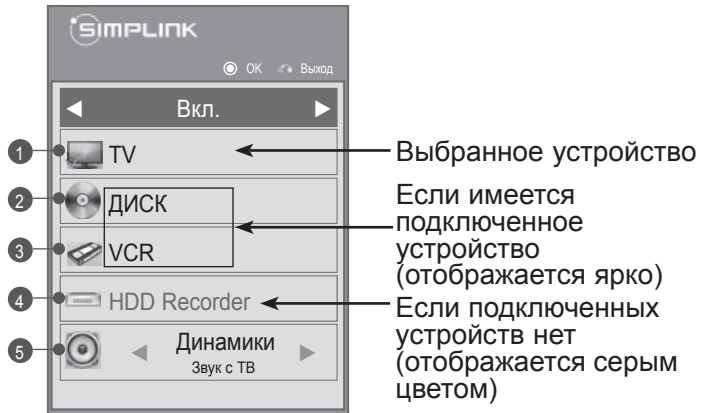 SIMPLINK
OK Выход
Вкл.
1 TV
2 ДИСК
3 VCR
4 HDD Recorder
5 Динамики
Звук с ТВ
Выбранное устройство
Если имеется
подключенное
устройство
(отображается ярко)
Если подключенных
устройств нет
(отображается серым
цветом)